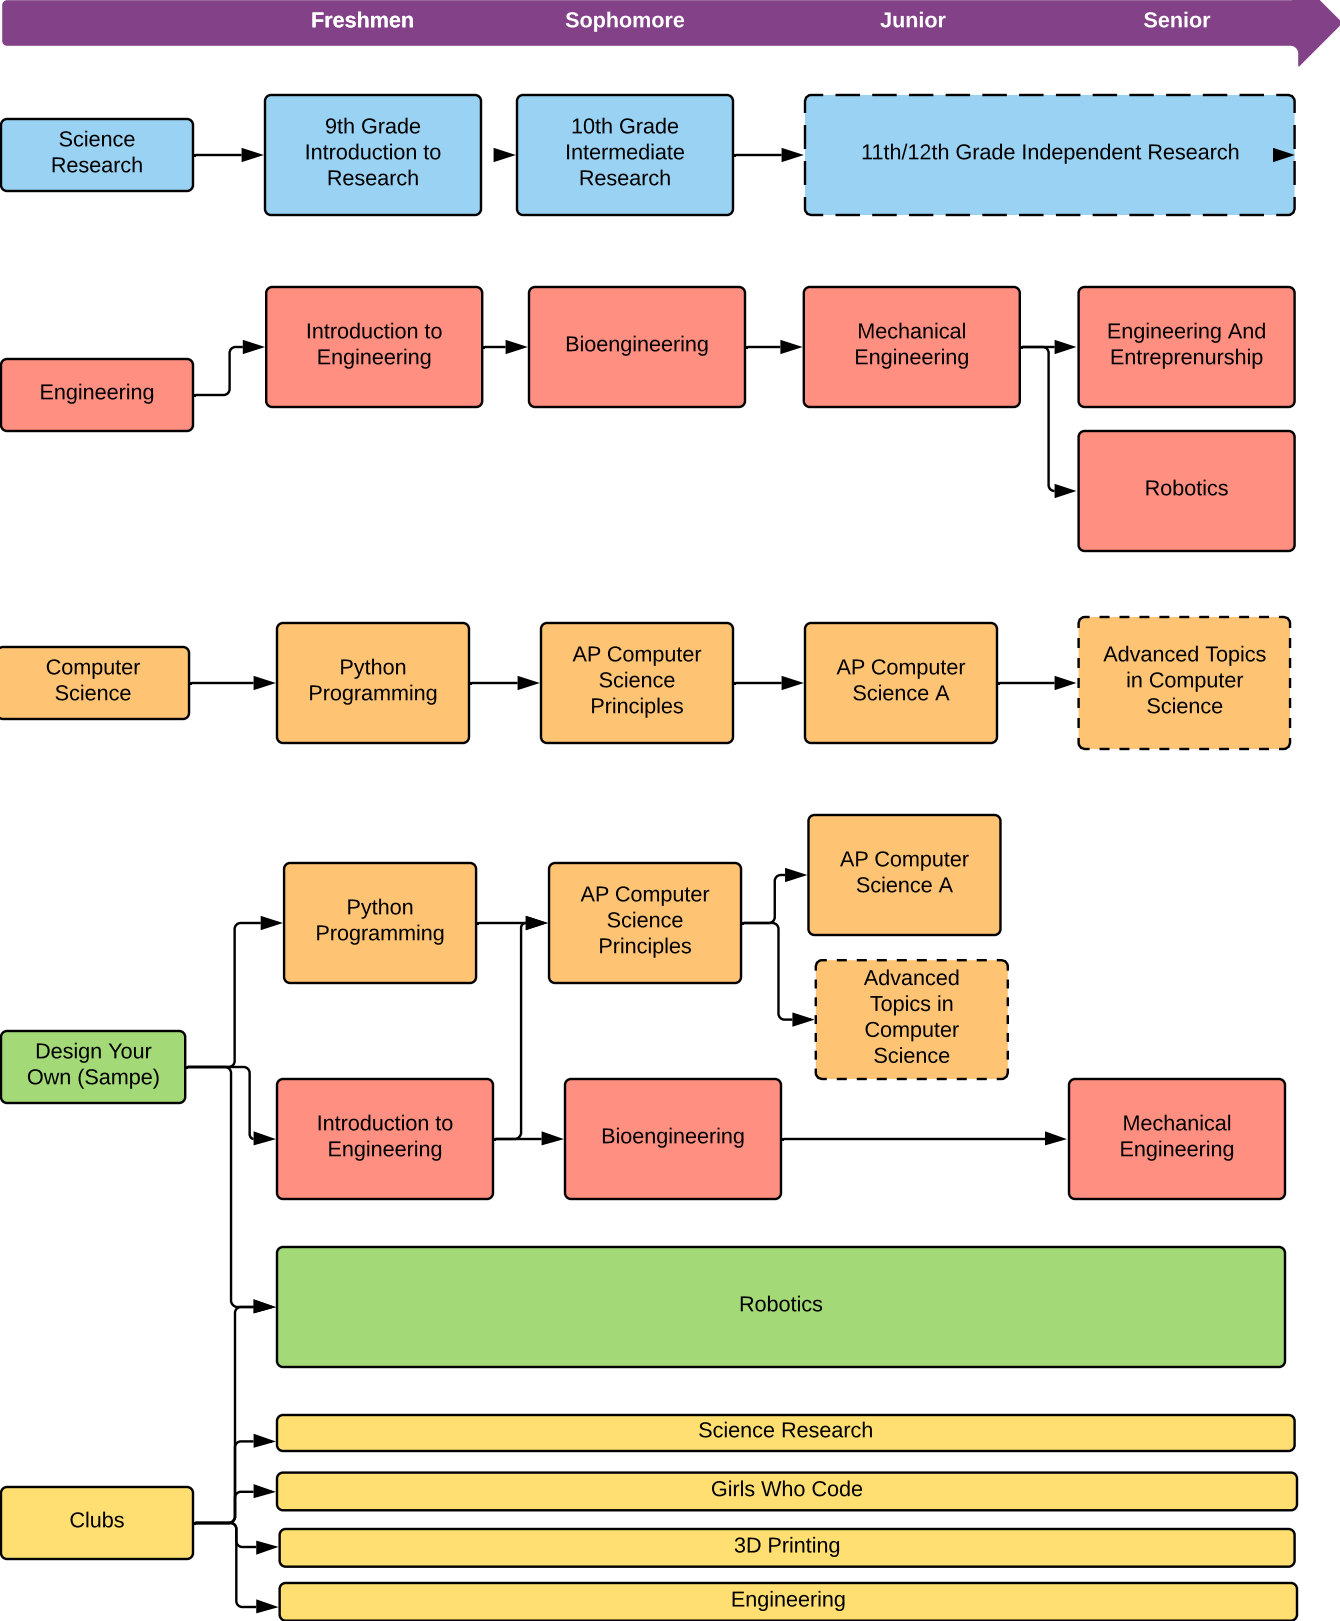 Freshmen
Sophomore
Junior
Senior
Science
Research
9th Grade
Introduction to
Research
10th Grade
Intermediate
Research
11th/12th Grade Independent Research
Engineering
Introduction to
Engineering
Bioengineering
Mechanical
Engineering
Engineering And
Entreprenurship
Robotics
Computer
Science
Python
Programming
AP Computer
Science
Principles
AP Computer
Science A
Advanced Topics
in Computer
Science
Design Your
Own (Sampe)
Python
Programming
AP Computer
Science
Principles
AP Computer
Science A
Advanced
Topics in
Computer
Science
Introduction to
Engineering
Bioengineering
Mechanical
Engineering
Robotics
Clubs
Science Research
Girls Who Code
3D Printing
Engineering